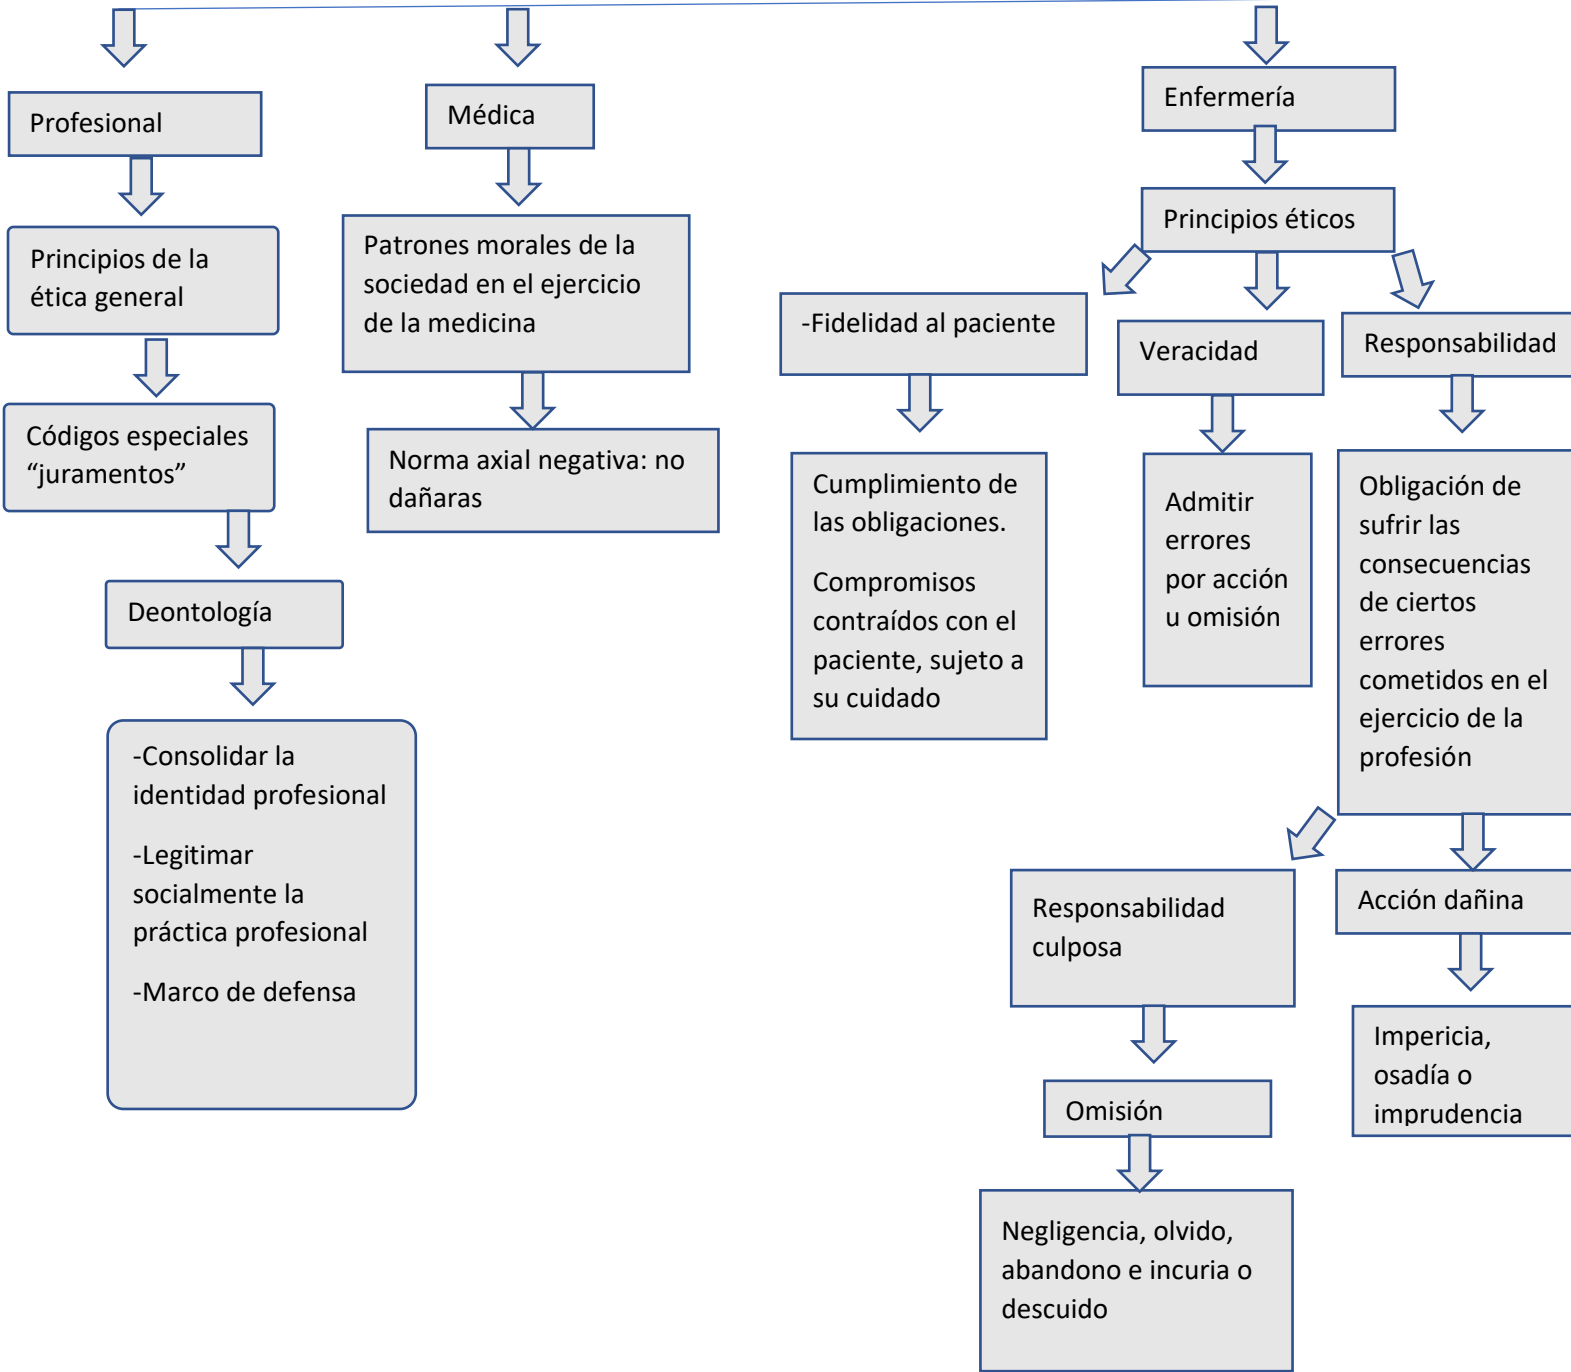 Profesional
Principios de la
ética general
Códigos especiales
“juramentos”
Deontología
-Consolidar la
identidad profesional
-Legitimar
socialmente la
práctica profesional
-Marco de defensa
Médica
Patrones morales de la
sociedad en el ejercicio
de la medicina
Norma axial negativa: no
dañaras
Enfermería
Principios éticos
-Fidelidad al paciente
Cumplimiento de
las obligaciones.
Compromisos
contraídos con el
paciente, sujeto a
su cuidado
Veracidad
Admitir
errores
por acción
u omisión
Responsabilidad
Obligación de
sufrir las
consecuencias
de ciertos
errores
cometidos en el
ejercicio de la
profesión
Responsabilidad
culposa
Omisión
Negligencia, olvido,
abandono e incuria o
descuido
Acción dañina
Impericia,
osadía o
imprudencia